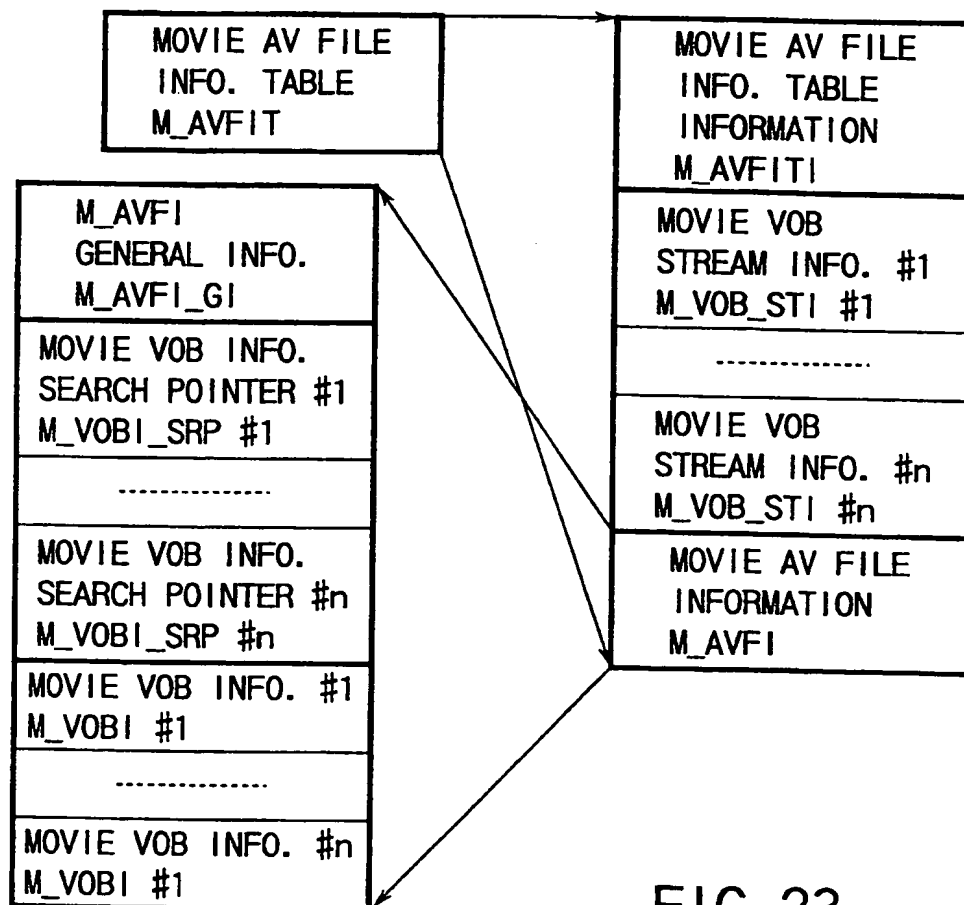 MOVIE AV FILE
INFO. TABLE
M_AVFIT
M_AVFI
GENERAL INFO.
M_AVFI_GI
MOVIE VOB INFO.
SEARCH POINTER #1
M_VOBI_SRP #1
MOVIE VOB INFO.
SEARCH POINTER #n
M_VOBI_SRP #n
MOVIE VOB INFO. #1
M_VOBI #1
MOVIE VOB INFO. #n
M_VOBI #1
MOVIE AV FILE
INFO. TABLE
INFORMATION
M_AVFITI
MOVIE VOB
STREAM INFO. #1
M_VOB_STI #1
MOVIE VOB
STREAM INFO. #n
M_VOB_STI #n
MOVIE AV FILE
INFORMATION
M_AVFI
FIG